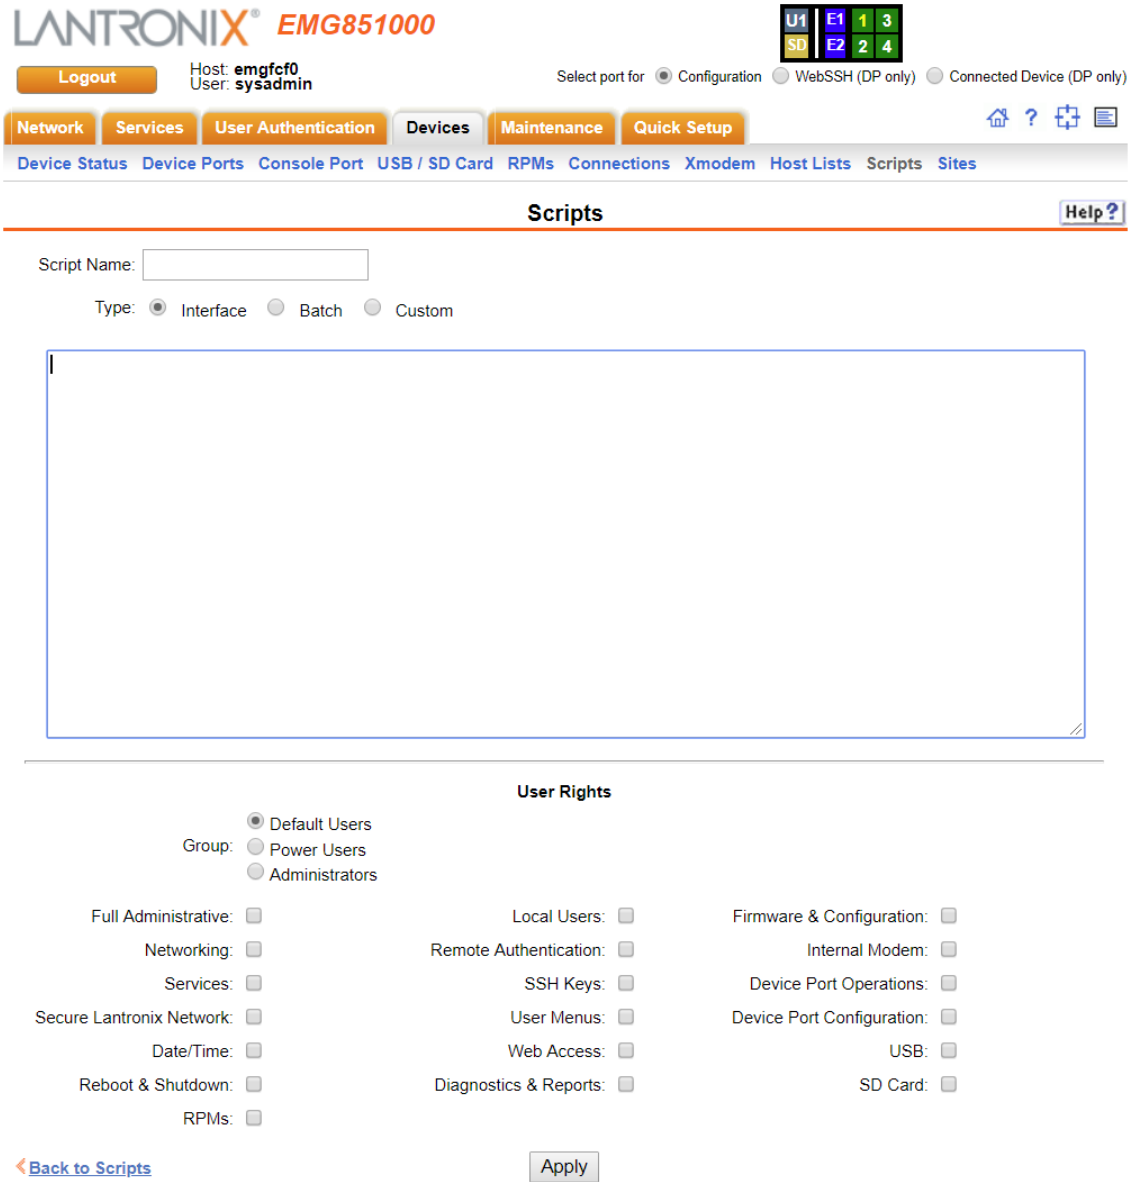 LANTRONIX® EMG851000
U1 E1 1 3
SD E2 2 4
Logout
Host: emgfcf0
User: sysadmin
Select port for Configuration WebSSH (DP only) Connected Device (DP only)
Network Services User Authentication Devices Maintenance Quick Setup
?
Device Status Device Ports Console Port USB / SD Card RPMs Connections Xmodem Host Lists Scripts Sites
Scripts
Help?
Script Name:
Type: Interface Batch Custom
User Rights
Group:
Default Users
Power Users
Administrators
Full Administrative: Local Users: Firmware & Configuration:
Networking: Remote Authentication: Internal Modem:
Services: SSH Keys: Device Port Operations:
Secure Lantronix Network: User Menus: Device Port Configuration:
Date/Time: Web Access: USB:
Reboot & Shutdown: Diagnostics & Reports: SD Card:
RPMs:
Back to Scripts
Apply